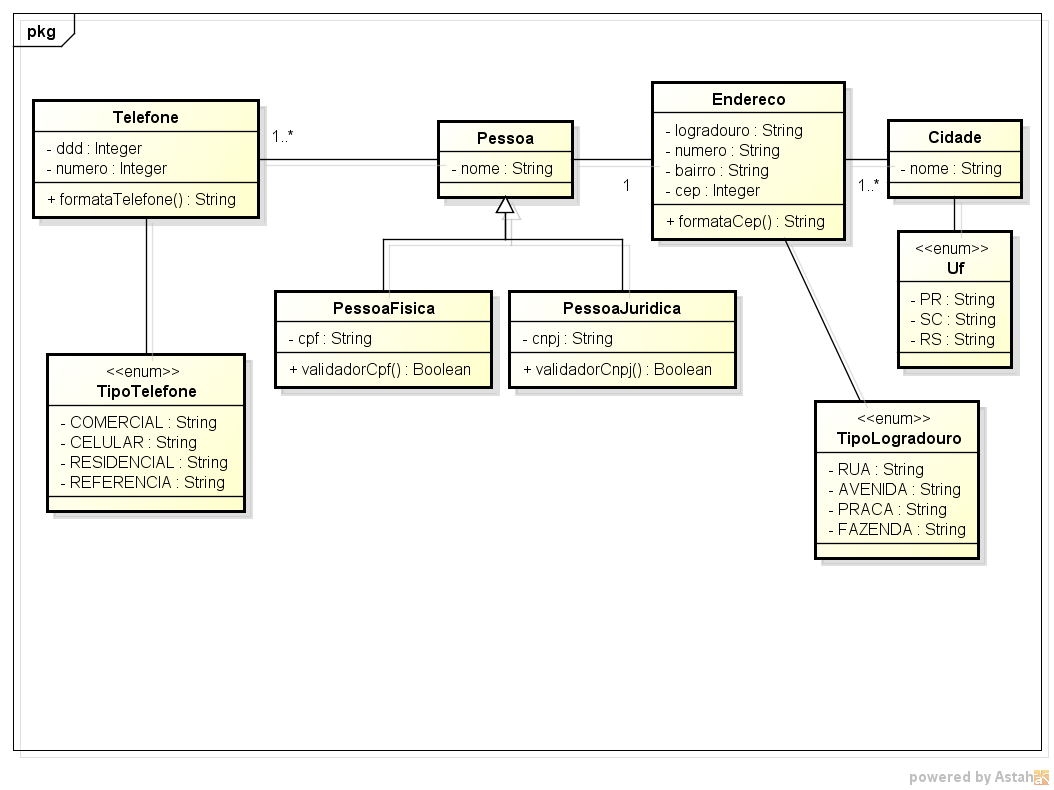 pkg
Telefone
- ddd : Integer
- numero : Integer
+ formataTelefone() : String
1..*
Pessoa
- nome : String
1
Endereco
- logradouro : String
- numero : String
- bairro : String
- cep : Integer
+ formataCep() : String
1..*
Cidade
- nome : String
<<enum>>
Uf
- PR : String
- SC : String
- RS : String
PessoaFisica
- cpf : String
+ validadorCpf() : Boolean
PessoaJuridica
- cnpj : String
+ validadorCnpj() : Boolean
<<enum>>
TipoTelefone
- COMERCIAL : String
- CELULAR : String
- RESIDENCIAL : String
- REFERENCIA : String
<<enum>>
TipoLogradouro
- RUA : String
- AVENIDA : String
- PRACA : String
- FAZENDA : String
powered by Astah